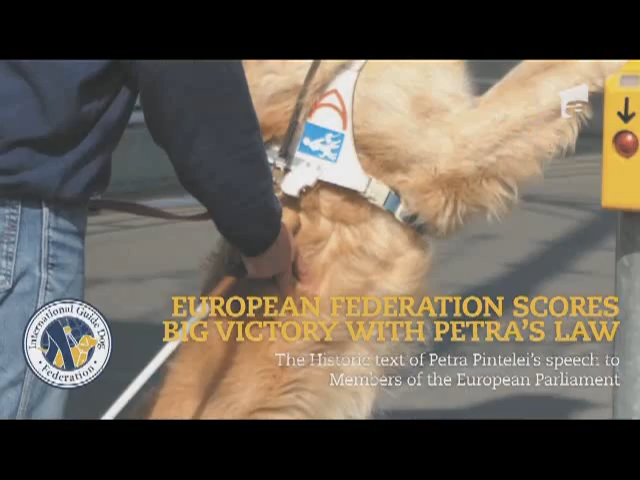 EUROPEAN FEDERATION SCORES
BIG VICTORY WITH PETRA'S LAW
The Historic text of Petra Pintelei's speech to
Members of the European Parliament
International Guide Dog
Federation